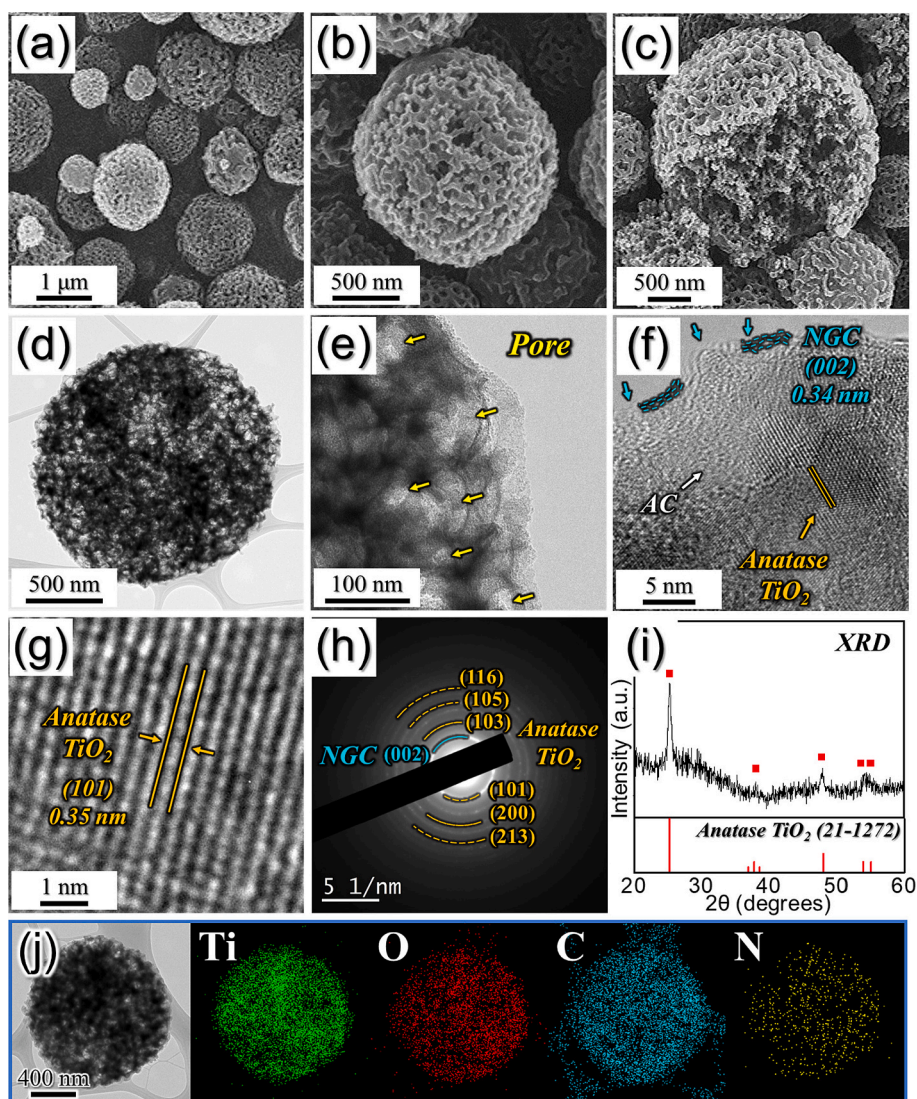 (a)
1 μm
(b)
500 nm
(c)
500 nm
(d)
500 nm
(e)
Pore
100 nm
(f)
NGC
(002)
0.34 nm
AC
Anatase
TiO₂
5 nm
(g)
Anatase
TiO₂
(101)
0.35 nm
1 nm
(h)
(116)
(105)
(103)
NGC (002)
Anatase
TiO₂
(101)
(200)
(213)
5 1/nm
(i)
XRD
Intensity (a.u.)
Anatase TiO₂ (21-1272)
20 30 40 50 60
2θ (degrees)
(j)
400 nm
Ti
O
C
N